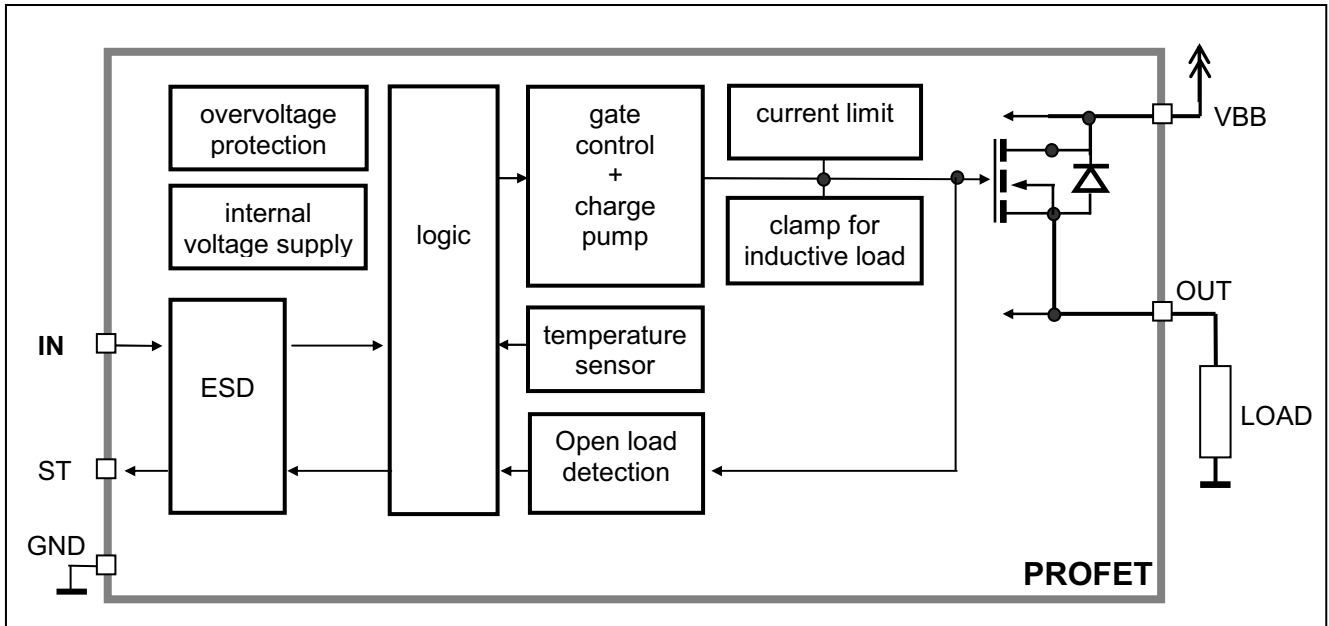 overvoltage
protection
internal
voltage supply
logic
gate
control
+
charge
pump
current limit
clamp for
inductive load
VBB
OUT
IN
ESD
temperature
sensor
Open load
detection
LOAD
ST
GND
PROFET